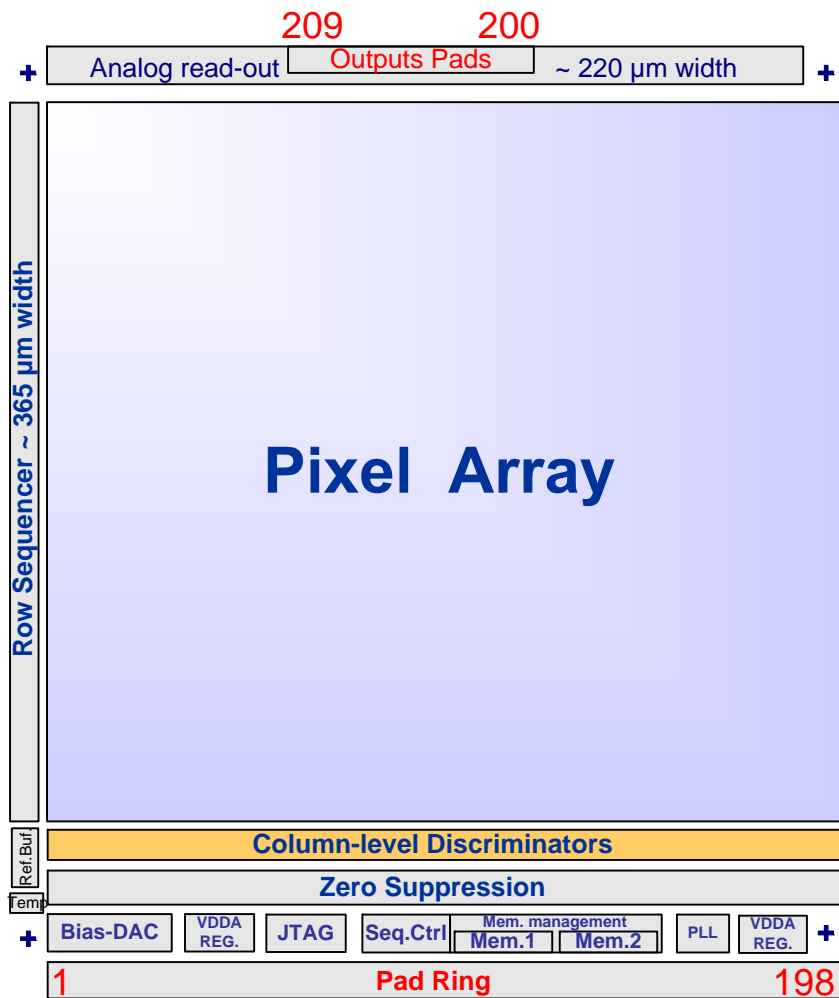 209 200
Analog read-out Outputs Pads ~ 220 µm width
Row Sequencer ~ 365 µm width
Pixel Array
Ref.Buf.
Column-level Discriminators
Zero Suppression
Temp
Bias-DAC
VDDA
REG.
JTAG
Seq.Ctrl
Mem. management
Mem.1 Mem.2
PLL
VDDA
REG.
1 Pad Ring 198